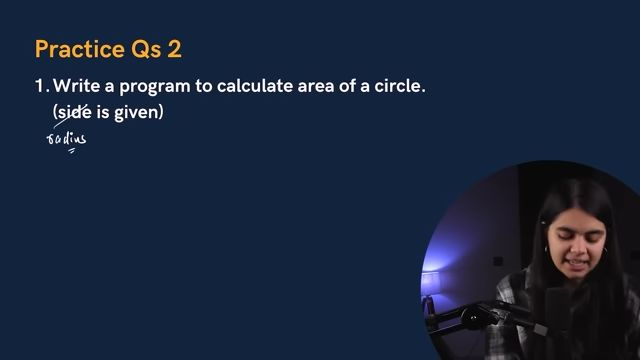 Practice Qs 2
1. Write a program to calculate area of a circle.
(side is given)
radius